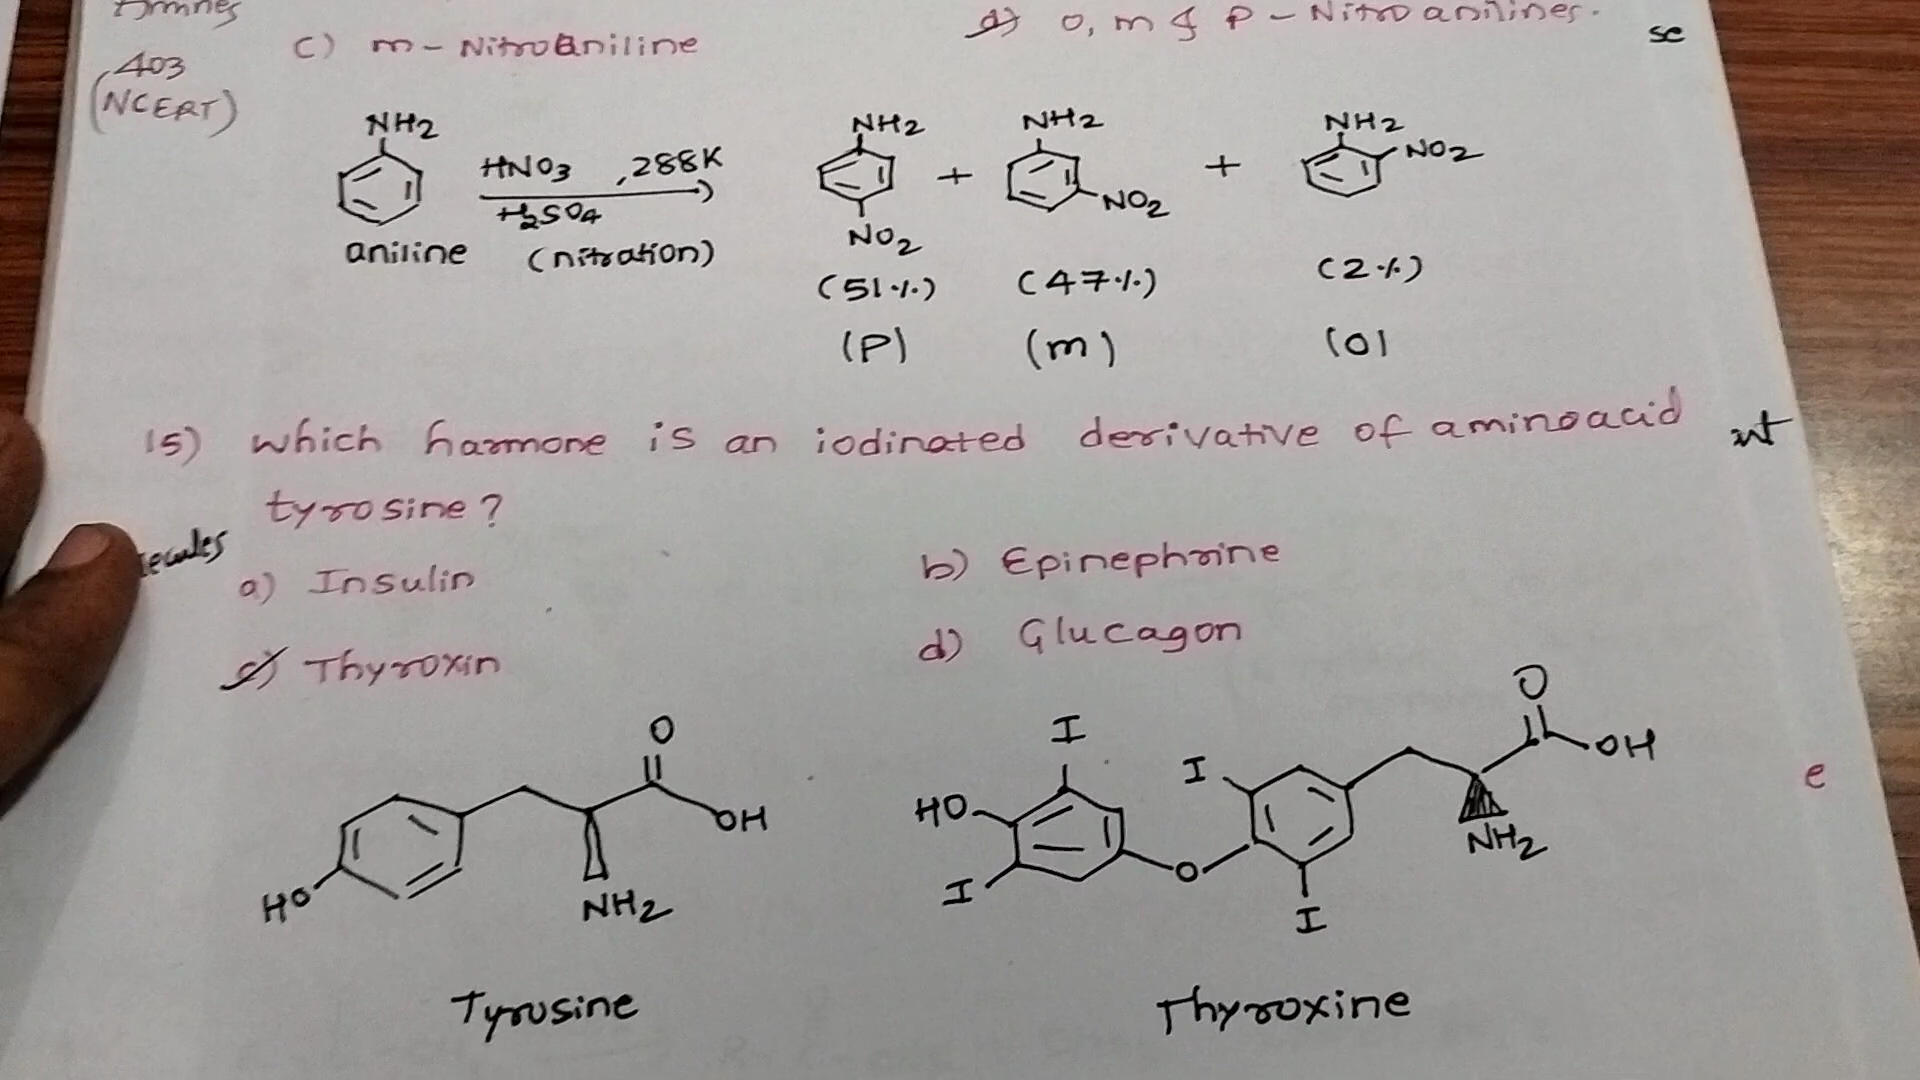 Amines
d) o, m & p - Nitroanilines.
c) m - Nitroaniline
se
403
(NCERT)
NH2 HNO3 ,288K NH2 + NH2 + NH2 NO2
H2SO4 NO2 NO2
aniline (nitration)
(51%) (47%) (2%)
(P) (m) (o)
15) which harmone is an iodinated derivative of aminoacid
tyrosine?
a) Insulin b) Epinephrine
c) Thyroxin d) Glucagon
HO NH2 O OH
HO I I O I I NH2 O OH
e
Tyrosine Thyroxine